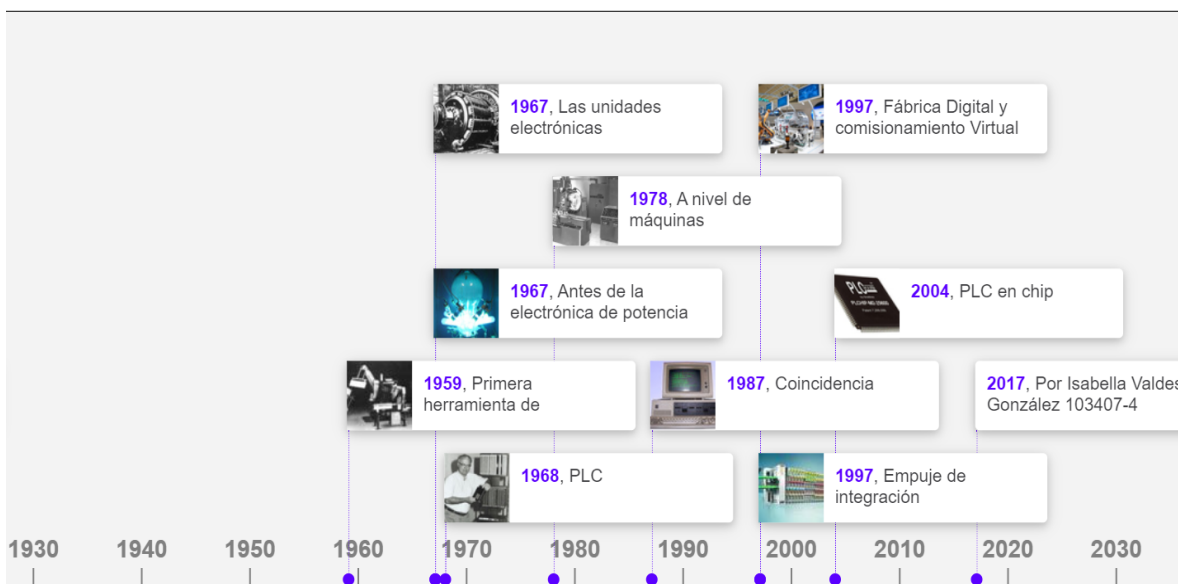 1967, Las unidades
electrónicas
1997, Fábrica Digital y
comisionamiento Virtual
1978, A nivel de
máquinas
1967, Antes de la
electrónica de potencia
2004, PLC en chip
1959, Primera
herramienta de
1987, Coincidencia
2017, Por Isabella Valdes
González 103407-4
1968, PLC
1997, Empuje de
integración
1930 1940 1950 1960 1970 1980 1990 2000 2010 2020 2030
PLC